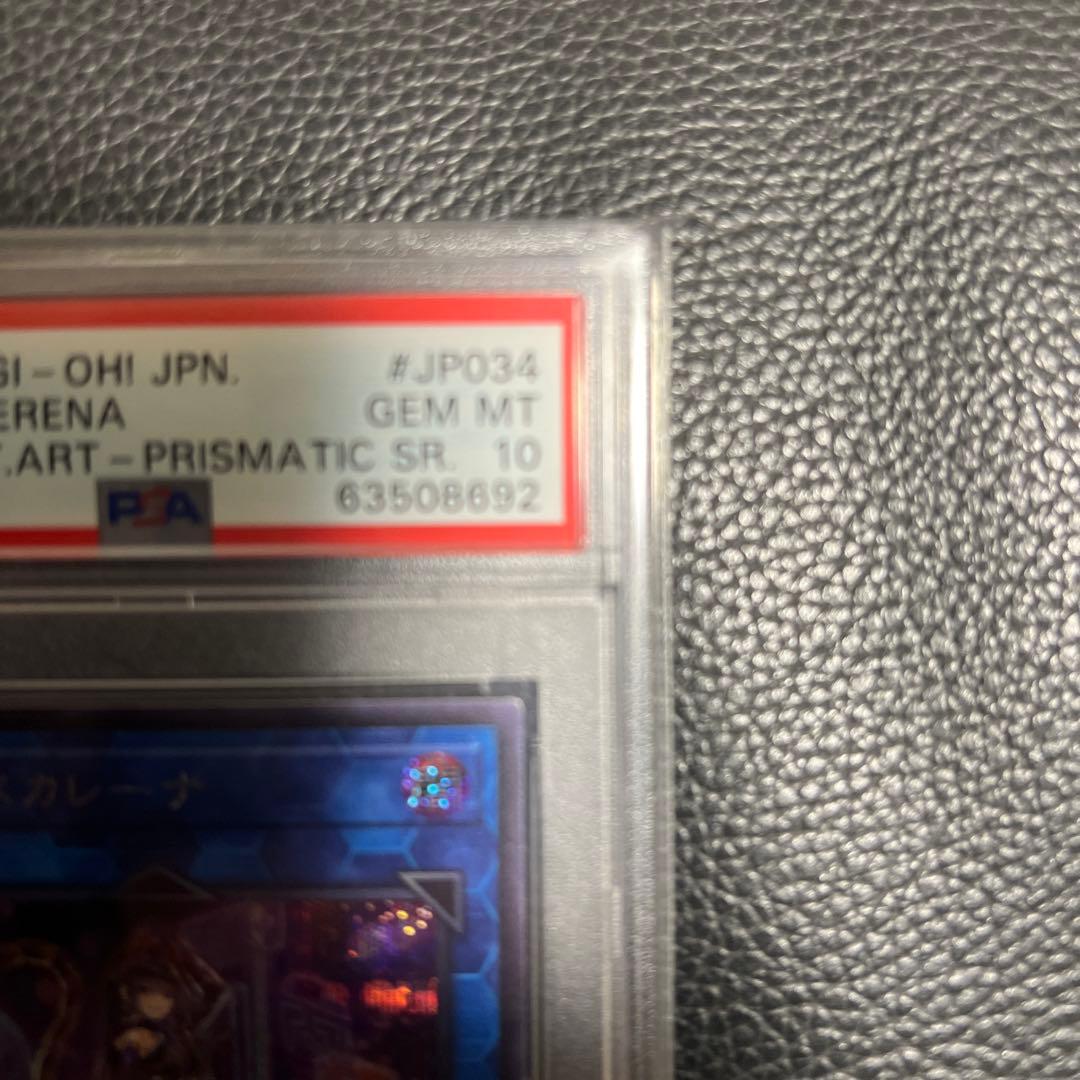 GI-OH! JPN. #JP034
ERENA GEM MT
T.ART-PRISMATIC SR. 10
63508692
PSA
スカレーナ